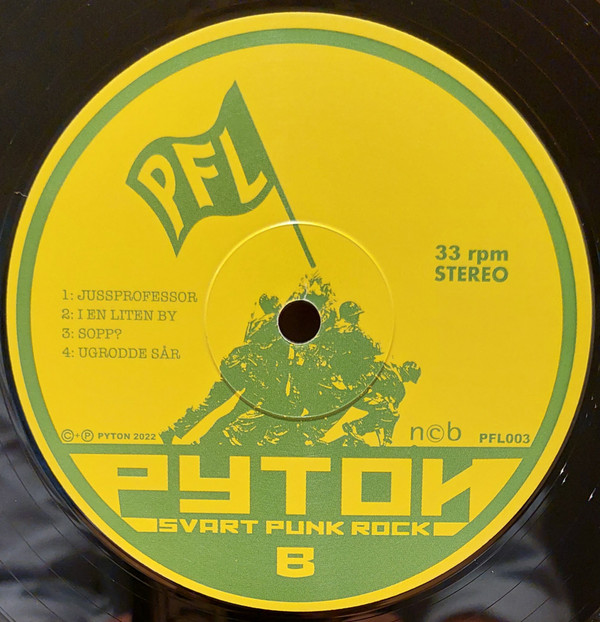 PFL
33 rpm
STEREO
1: JUSSPROFESSOR
2: I EN LITEN BY
3: SOPP?
4: UGRODDE SÅR
©+℗ PYTON 2022
n©b
PFL003
PYTON
SVART PUNK ROCK
B